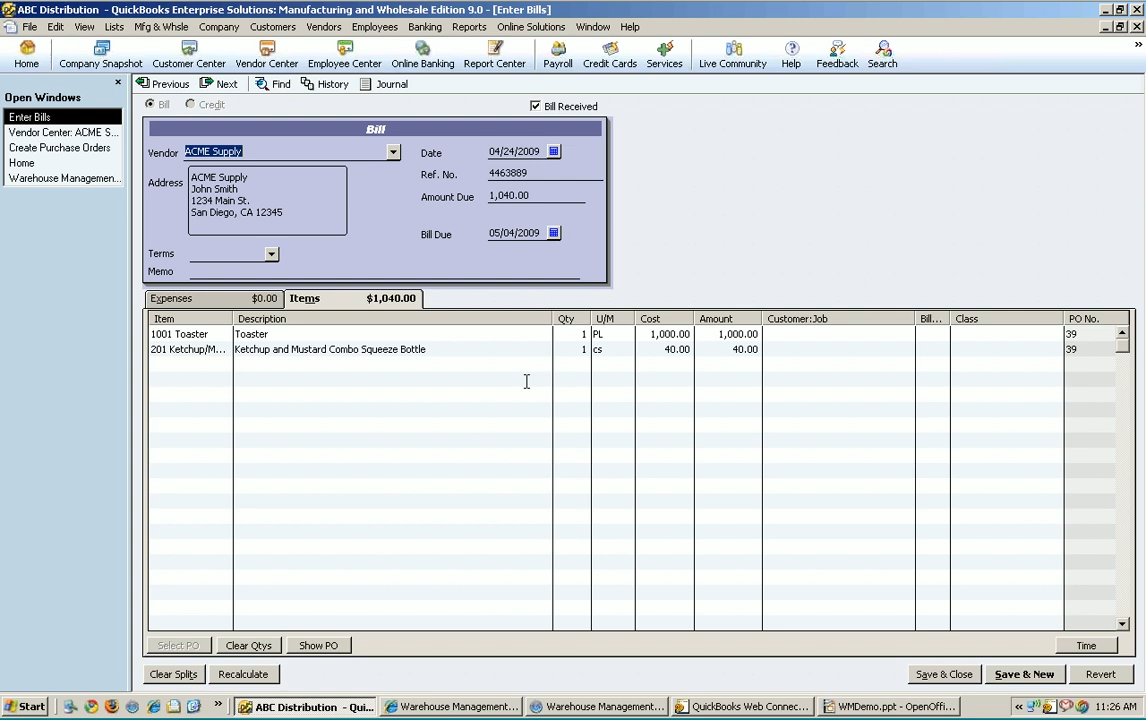 ABC Distribution - QuickBooks Enterprise Solutions: Manufacturing and Wholesale Edition 9.0 - [Enter Bills]
File Edit View Lists Mfg & Whsle Company Customers Vendors Employees Banking Reports Online Solutions Window Help
Home Company Snapshot Customer Center Vendor Center Employee Center Online Banking Report Center Payroll Credit Cards Services Live Community Help Feedback Search
Previous Next Find History Journal
Open Windows
Enter Bills
Vendor Center: ACME S...
Create Purchase Orders
Home
Warehouse Managemen...
Bill Credit Bill Received
Bill
Vendor ACME Supply Date 04/24/2009
Ref. No. 4463889
Address ACME Supply
John Smith
1234 Main St.
San Diego, CA 12345
Amount Due 1,040.00
Bill Due 05/04/2009
Terms
Memo
Expenses $0.00 Items $1,040.00
Item Description Qty U/M Cost Amount Customer:Job Bill... Class PO No.
1001 Toaster Toaster 1 PL 1,000.00 1,000.00 39
201 Ketchup/M... Ketchup and Mustard Combo Squeeze Bottle 1 cs 40.00 40.00 39
Select PO Clear Qtys Show PO Time
Clear Splits Recalculate Save & Close Save & New Revert
Start » ABC Distribution - Qui... Warehouse Management... Warehouse Management... QuickBooks Web Connec... WMDemo.ppt - OpenOffi... « 11:26 AM